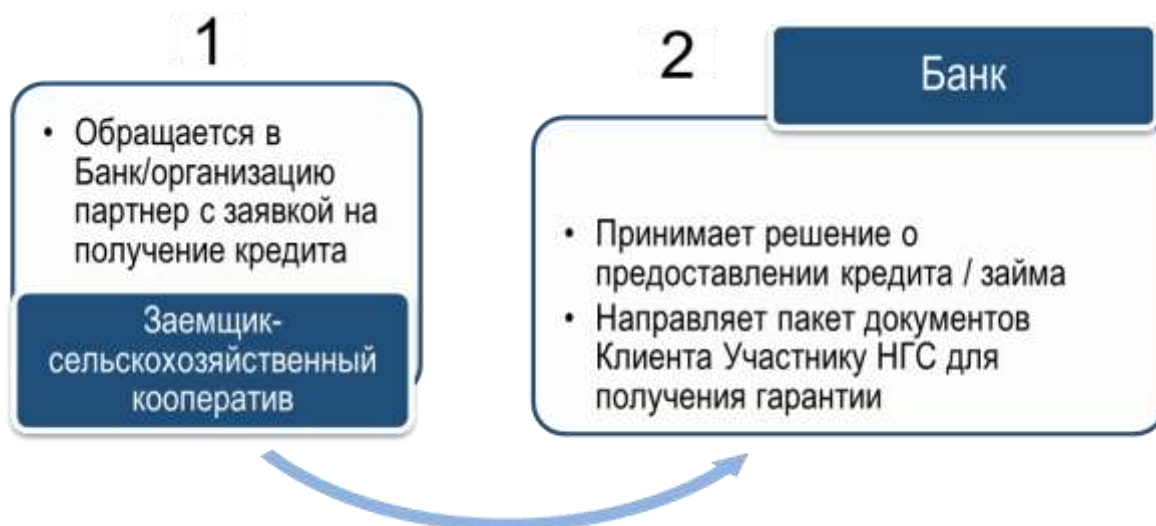 1
• Обращается в
Банк/организацию
партнер с заявкой на
получение кредита
Заемщик-
сельскохозяйственный
кооператив
2
Банк
• Принимает решение о
предоставлении кредита / займа
• Направляет пакет документов
Клиента Участнику НГС для
получения гарантии